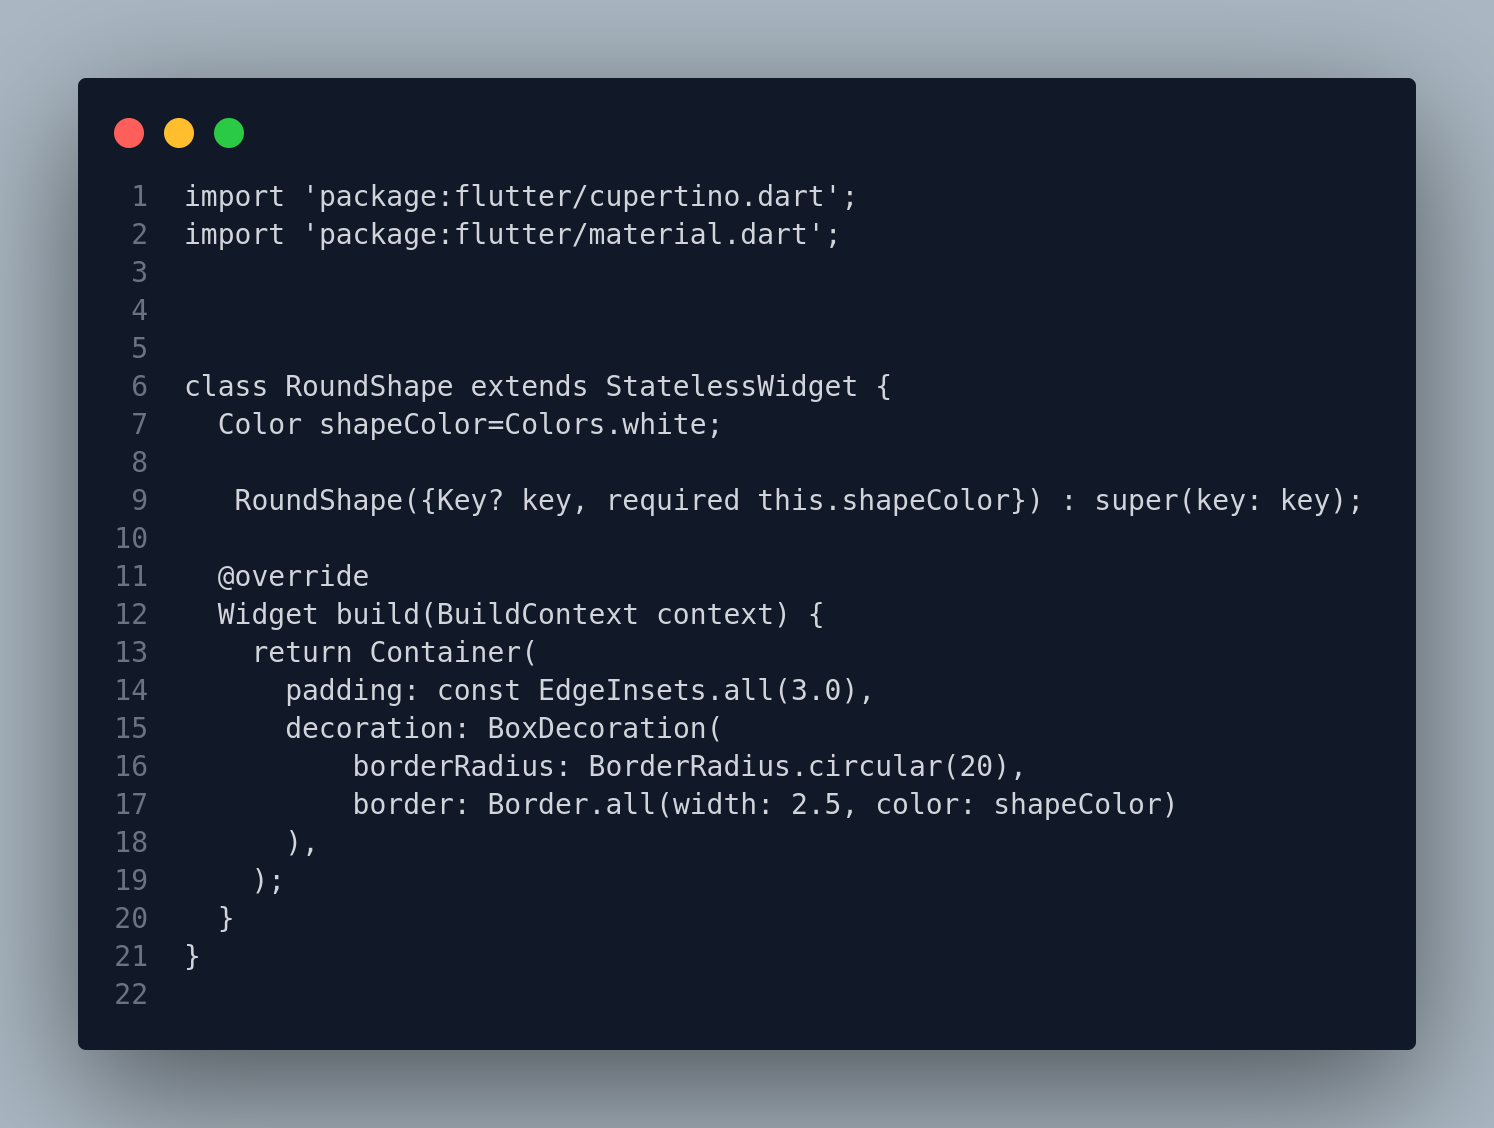 1 import 'package:flutter/cupertino.dart';
2 import 'package:flutter/material.dart';
3
4
5
6 class RoundShape extends StatelessWidget {
7   Color shapeColor=Colors.white;
8
9    RoundShape({Key? key, required this.shapeColor}) : super(key: key);
10
11   @override
12   Widget build(BuildContext context) {
13     return Container(
14       padding: const EdgeInsets.all(3.0),
15       decoration: BoxDecoration(
16           borderRadius: BorderRadius.circular(20),
17           border: Border.all(width: 2.5, color: shapeColor)
18       ),
19     );
20   }
21 }
22